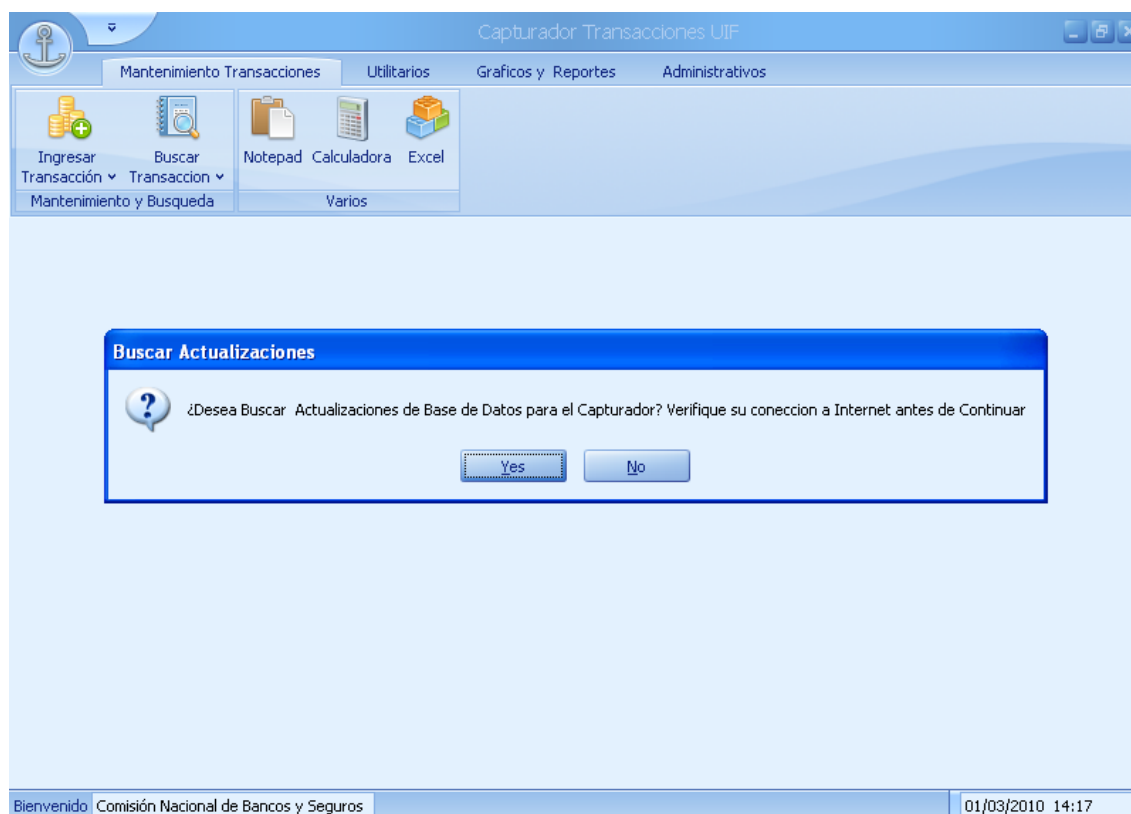 Capturador Transacciones UIF
Mantenimiento Transacciones Utilitarios Graficos y Reportes Administrativos
Ingresar Transacción
Buscar Transaccion
Notepad Calculadora Excel
Mantenimiento y Busqueda Varios
Buscar Actualizaciones
¿Desea Buscar Actualizaciones de Base de Datos para el Capturador? Verifique su coneccion a Internet antes de Continuar
Yes No
Bienvenido Comisión Nacional de Bancos y Seguros 01/03/2010 14:17